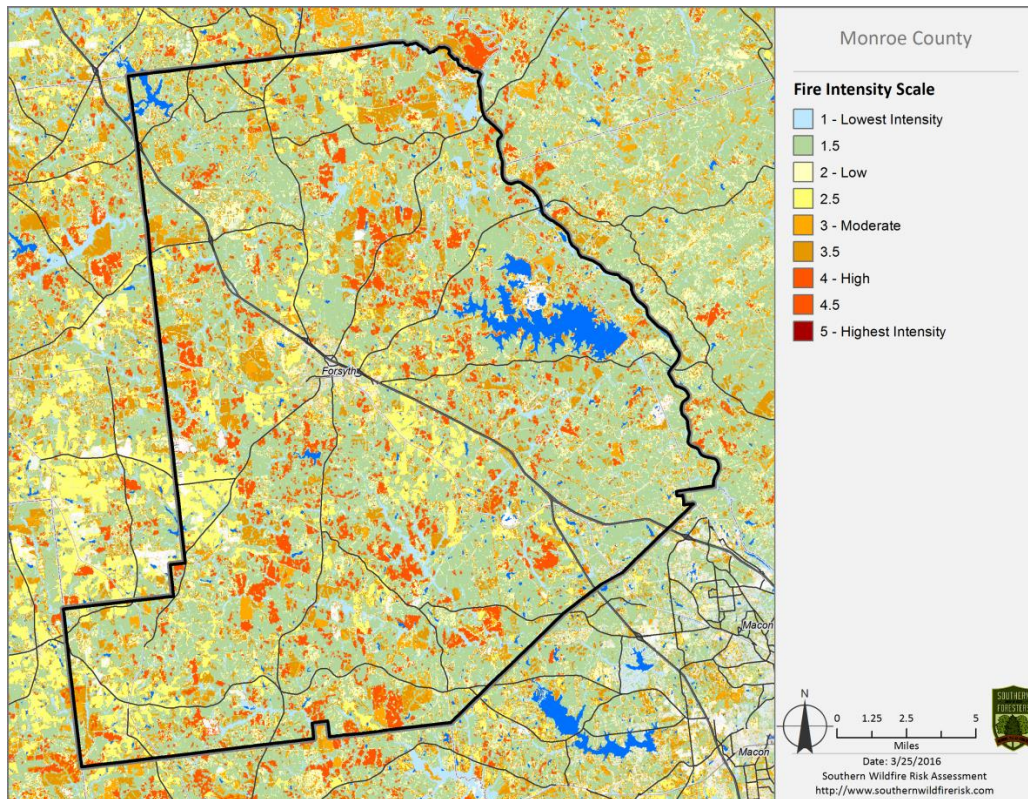 Monroe County
Fire Intensity Scale
1 - Lowest Intensity
1.5
2 - Low
2.5
3 - Moderate
3.5
4 - High
4.5
5 - Highest Intensity
Forsyth
Macon
Macon
N
0 1.25 2.5 5
Miles
Date: 3/25/2016
Southern Wildfire Risk Assessment
http://www.southernwildfirerisk.com
SOUTHERN
FORESTERS